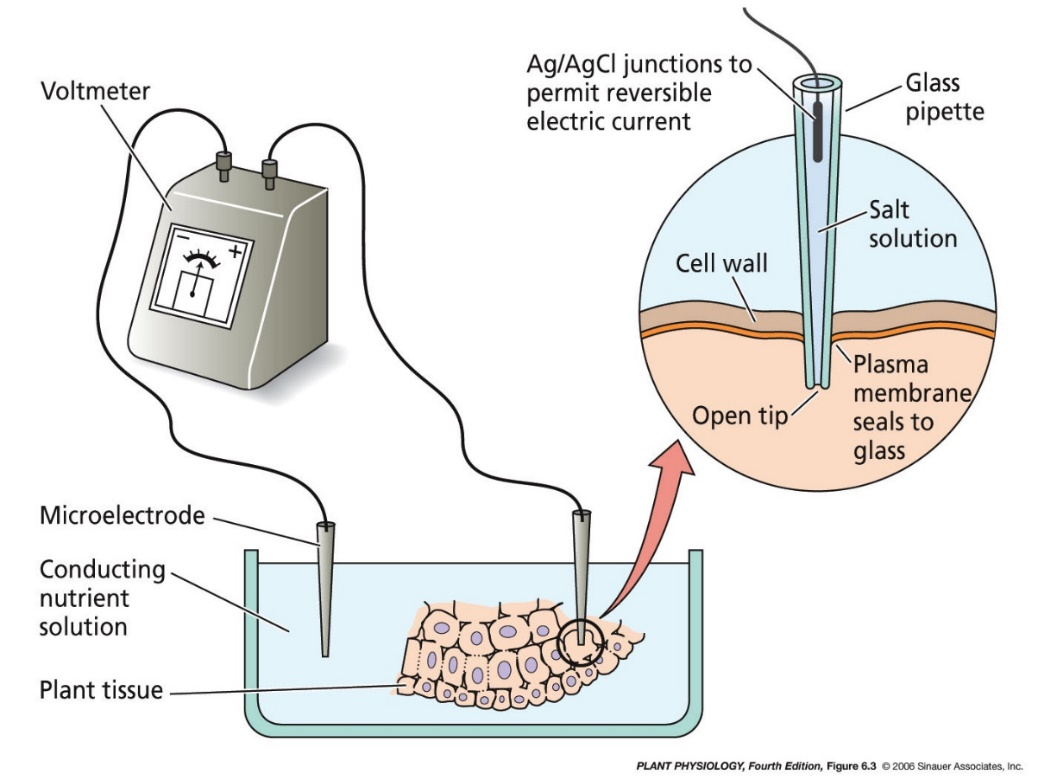 Voltmeter
−
+
Ag/AgCl junctions to
permit reversible
electric current
Glass
pipette
Salt
solution
Cell wall
Plasma
membrane
seals to
glass
Open tip
Microelectrode
Conducting
nutrient
solution
Plant tissue
PLANT PHYSIOLOGY, Fourth Edition, Figure 6.3 © 2006 Sinauer Associates, Inc.